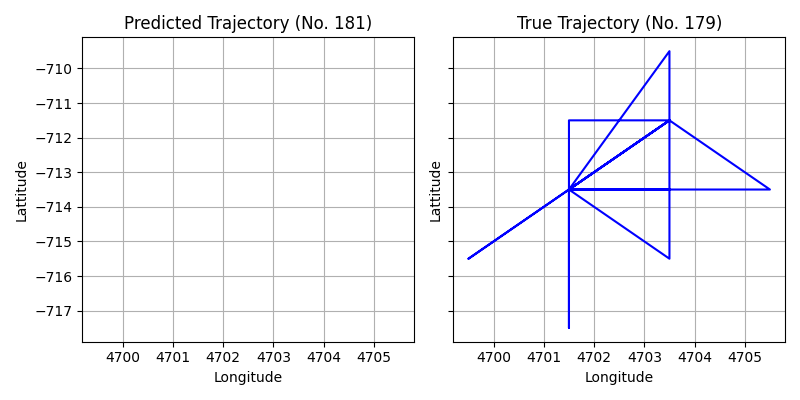 Predicted Trajectory (No. 181)
True Trajectory (No. 179)
−710
−711
−712
−713
−714
−715
−716
−717
Lattitude
Lattitude
4700 4701 4702 4703 4704 4705
4700 4701 4702 4703 4704 4705
Longitude
Longitude